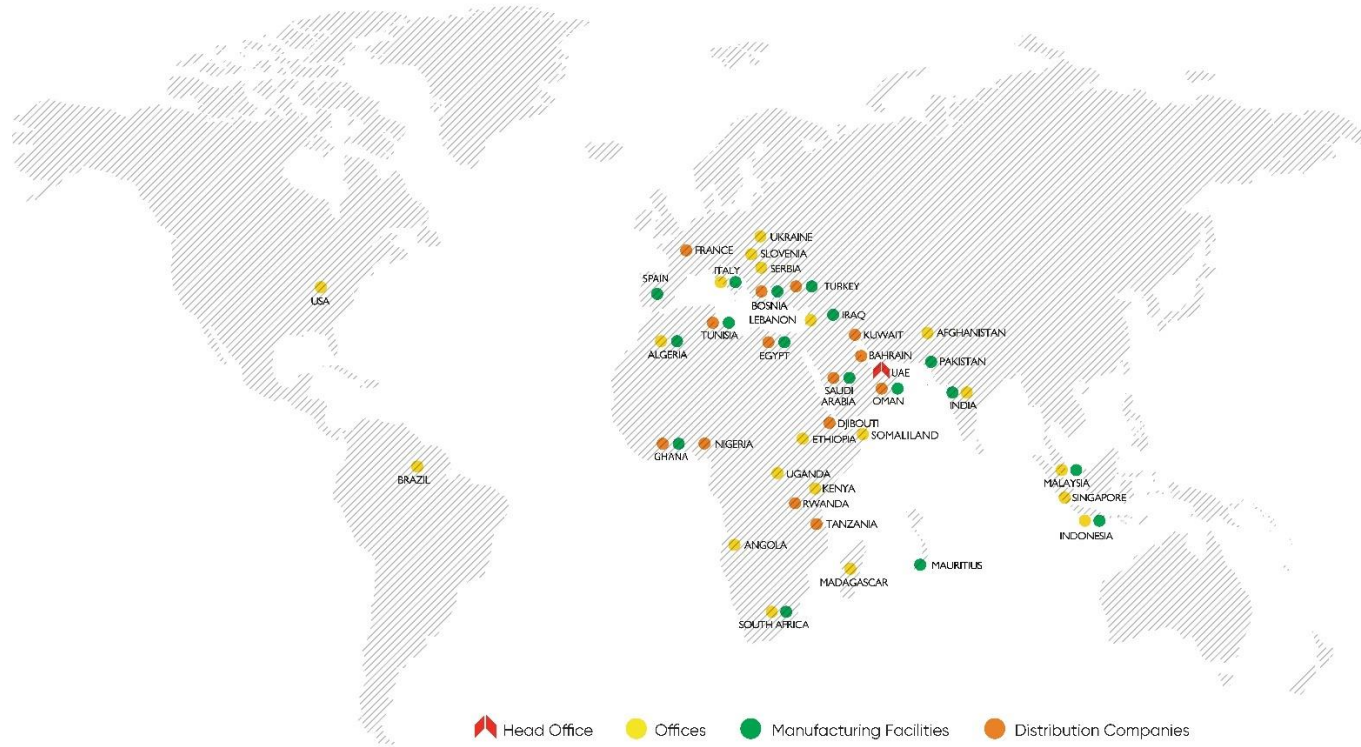 UKRAINE
FRANCE
SLOVENIA
ITALY
SERBIA
SPAIN
TURKEY
USA
BOSNIA
LEBANON
IRAQ
TUNISIA
KUWAIT
AFGHANISTAN
ALGERIA
EGYPT
BAHRAIN
PAKISTAN
UAE
SAUDI
ARABIA
OMAN
INDIA
DJIBOUTI
ETHIOPIA
SOMALILAND
GHANA
NIGERIA
BRAZIL
UGANDA
KENYA
MALAYSIA
SINGAPORE
RWANDA
TANZANIA
INDONESIA
ANGOLA
MADAGASCAR
MAURITIUS
SOUTH AFRICA
Head Office
Offices
Manufacturing Facilities
Distribution Companies